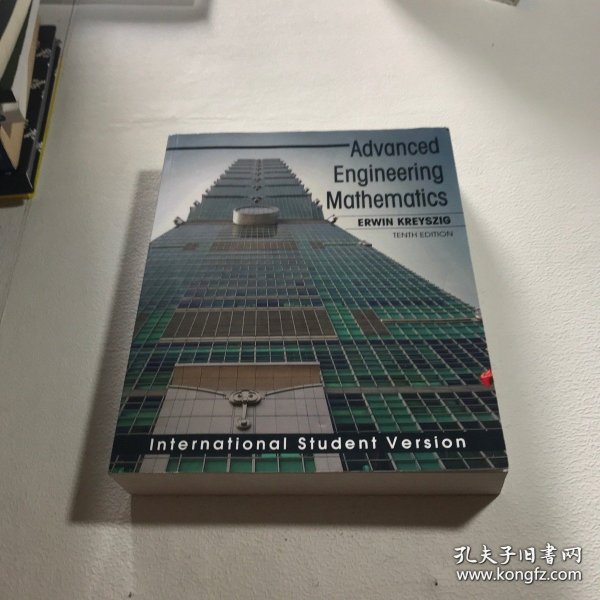 Advanced
Engineering
Mathematics
ERWIN KREYSZIG
TENTH EDITION
International Student Version
孔夫子旧书网
www.kongfz.com